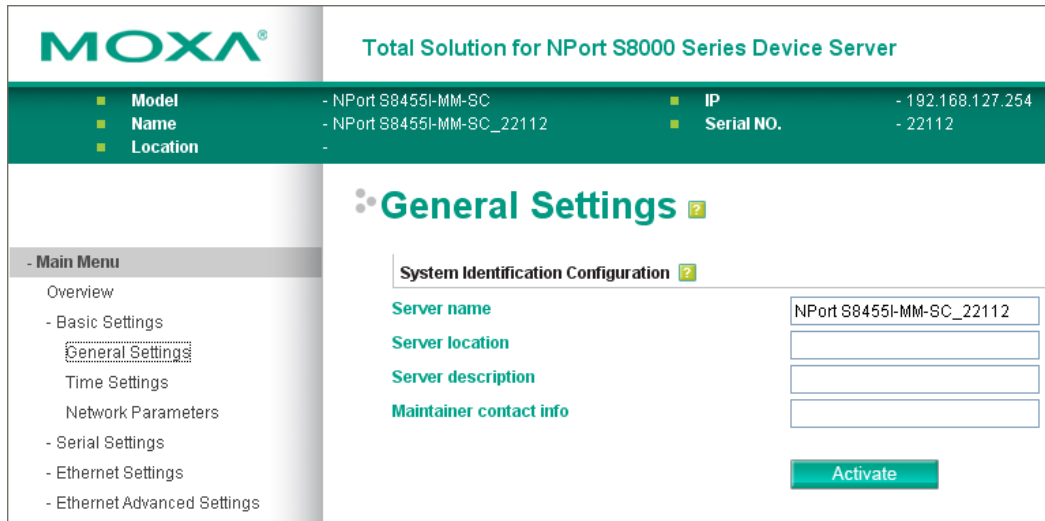 MOXA®
Total Solution for NPort S8000 Series Device Server
Model - NPort S8455I-MM-SC IP - 192.168.127.254
Name - NPort S8455I-MM-SC_22112 Serial NO. - 22112
Location -
General Settings ?
- Main Menu
System Identification Configuration ?
Overview
Server name NPort S8455I-MM-SC_22112
- Basic Settings
Server location
General Settings
Server description
Time Settings
Maintainer contact info
Network Parameters
- Serial Settings
- Ethernet Settings
Activate
- Ethernet Advanced Settings